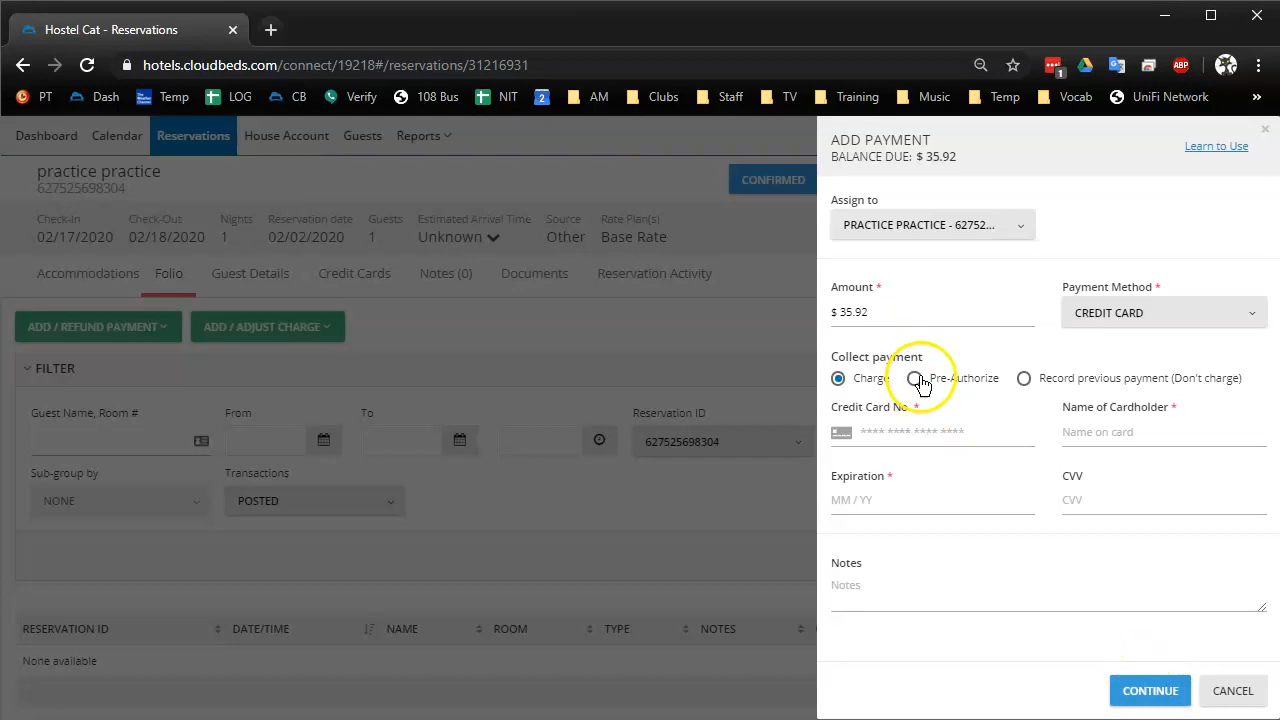 Hostel Cat - Reservations
hotels.cloudbeds.com/connect/19218#/reservations/31216931
1 ABP
PT Dash Temp LOG CB Verify 108 Bus NIT 2 AM Clubs Staff TV Training Music Temp Vocab UniFi Network »
Dashboard Calendar Reservations House Account Guests Reports
practice practice
627525698304
CONFIRMED
Check-In Check-Out Nights Reservation date Guests Estimated Arrival Time Source Rate Plan(s)
02/17/2020 02/18/2020 1 02/02/2020 1 Unknown Other Base Rate
Accommodations Folio Guest Details Credit Cards Notes (0) Documents Reservation Activity
ADD / REFUND PAYMENT ADD / ADJUST CHARGE
FILTER
Guest Name, Room # From To Reservation ID
627525698304
Sub-group by Transactions
NONE POSTED
RESERVATION ID DATE/TIME NAME ROOM TYPE NOTES
None available
ADD PAYMENT
BALANCE DUE: $ 35.92
Learn to Use
Assign to
PRACTICE PRACTICE - 62752...
Amount * Payment Method *
$ 35.92 CREDIT CARD
Collect payment
Charge Pre-Authorize Record previous payment (Don't charge)
Credit Card No. * Name of Cardholder *
**** **** **** **** Name on card
Expiration * CVV
MM / YY CVV
Notes
Notes
CONTINUE CANCEL